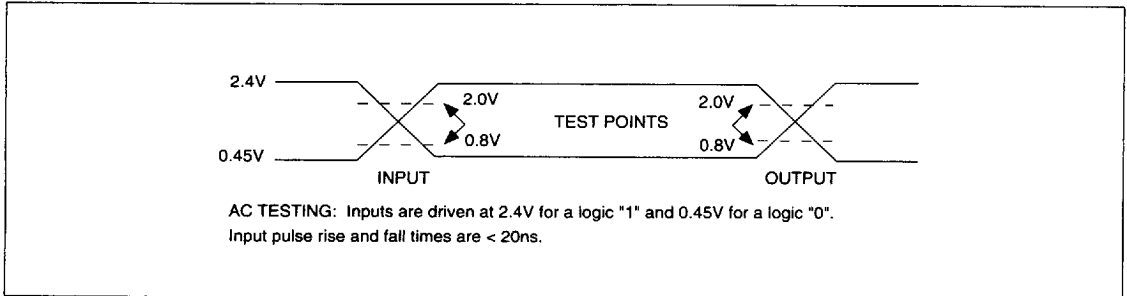 2.4V
2.0V 2.0V
TEST POINTS
0.8V 0.8V
0.45V
INPUT OUTPUT
AC TESTING: Inputs are driven at 2.4V for a logic "1" and 0.45V for a logic "0".
Input pulse rise and fall times are < 20ns.